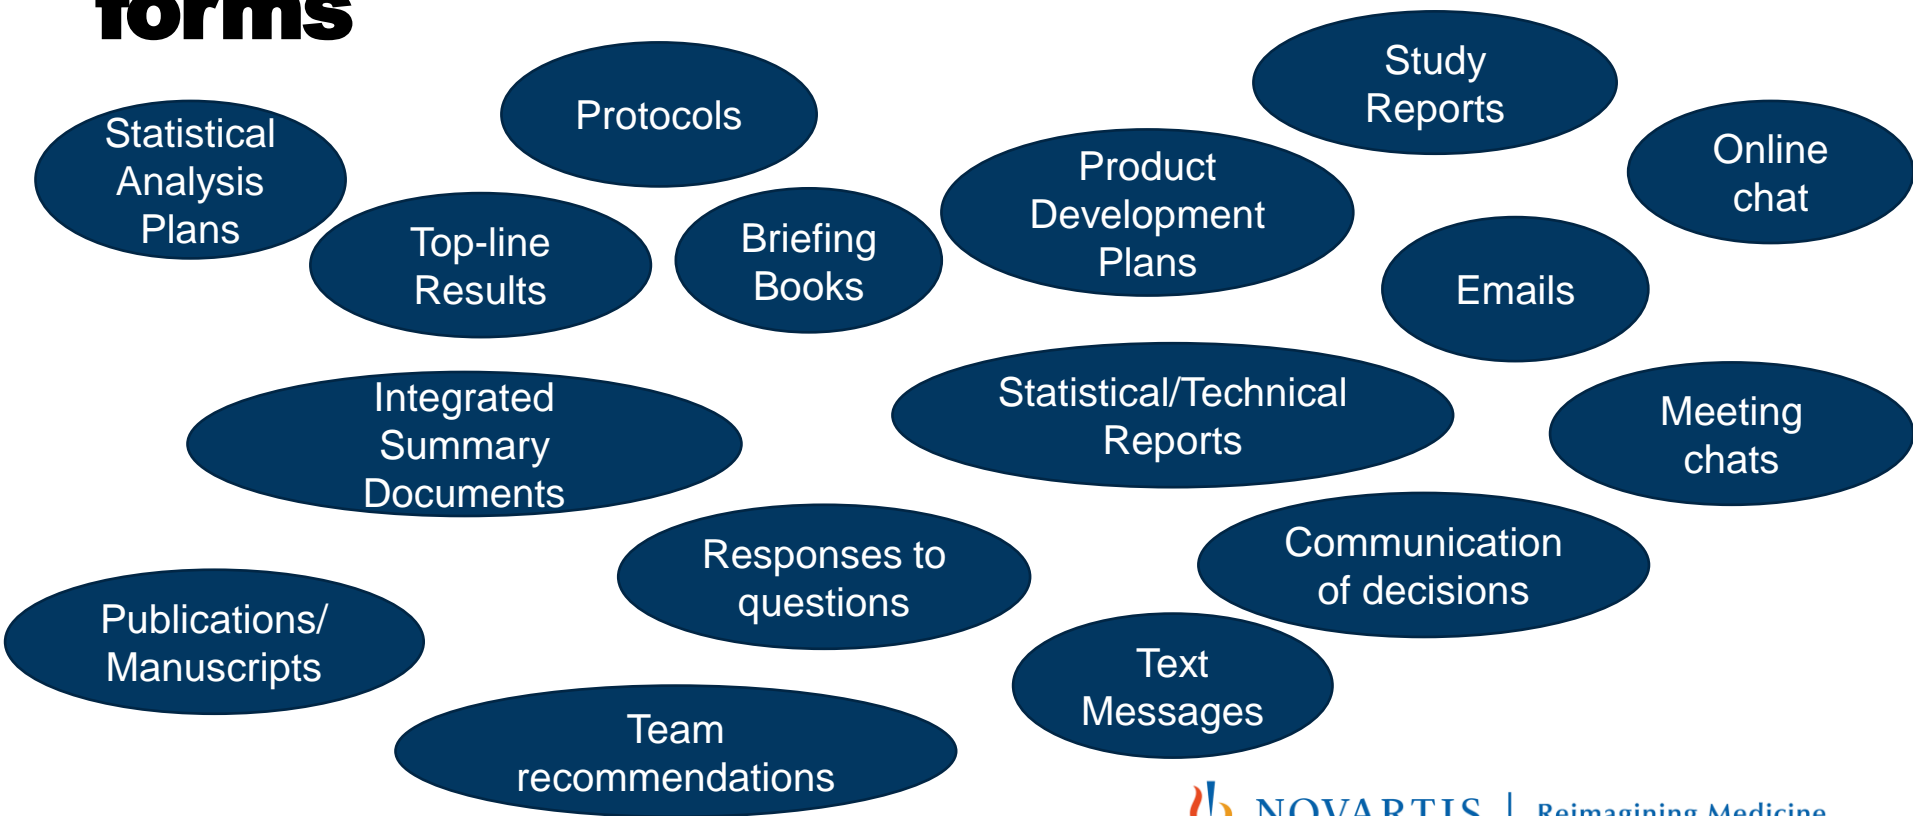 forms
Statistical
Analysis
Plans
Protocols
Top-line
Results
Briefing
Books
Product
Development
Plans
Study
Reports
Online
chat
Emails
Integrated
Summary
Documents
Statistical/Technical
Reports
Meeting
chats
Responses to
questions
Communication
of decisions
Publications/
Manuscripts
Text
Messages
Team
recommendations
NOVARTIS | Reimagining Medicine